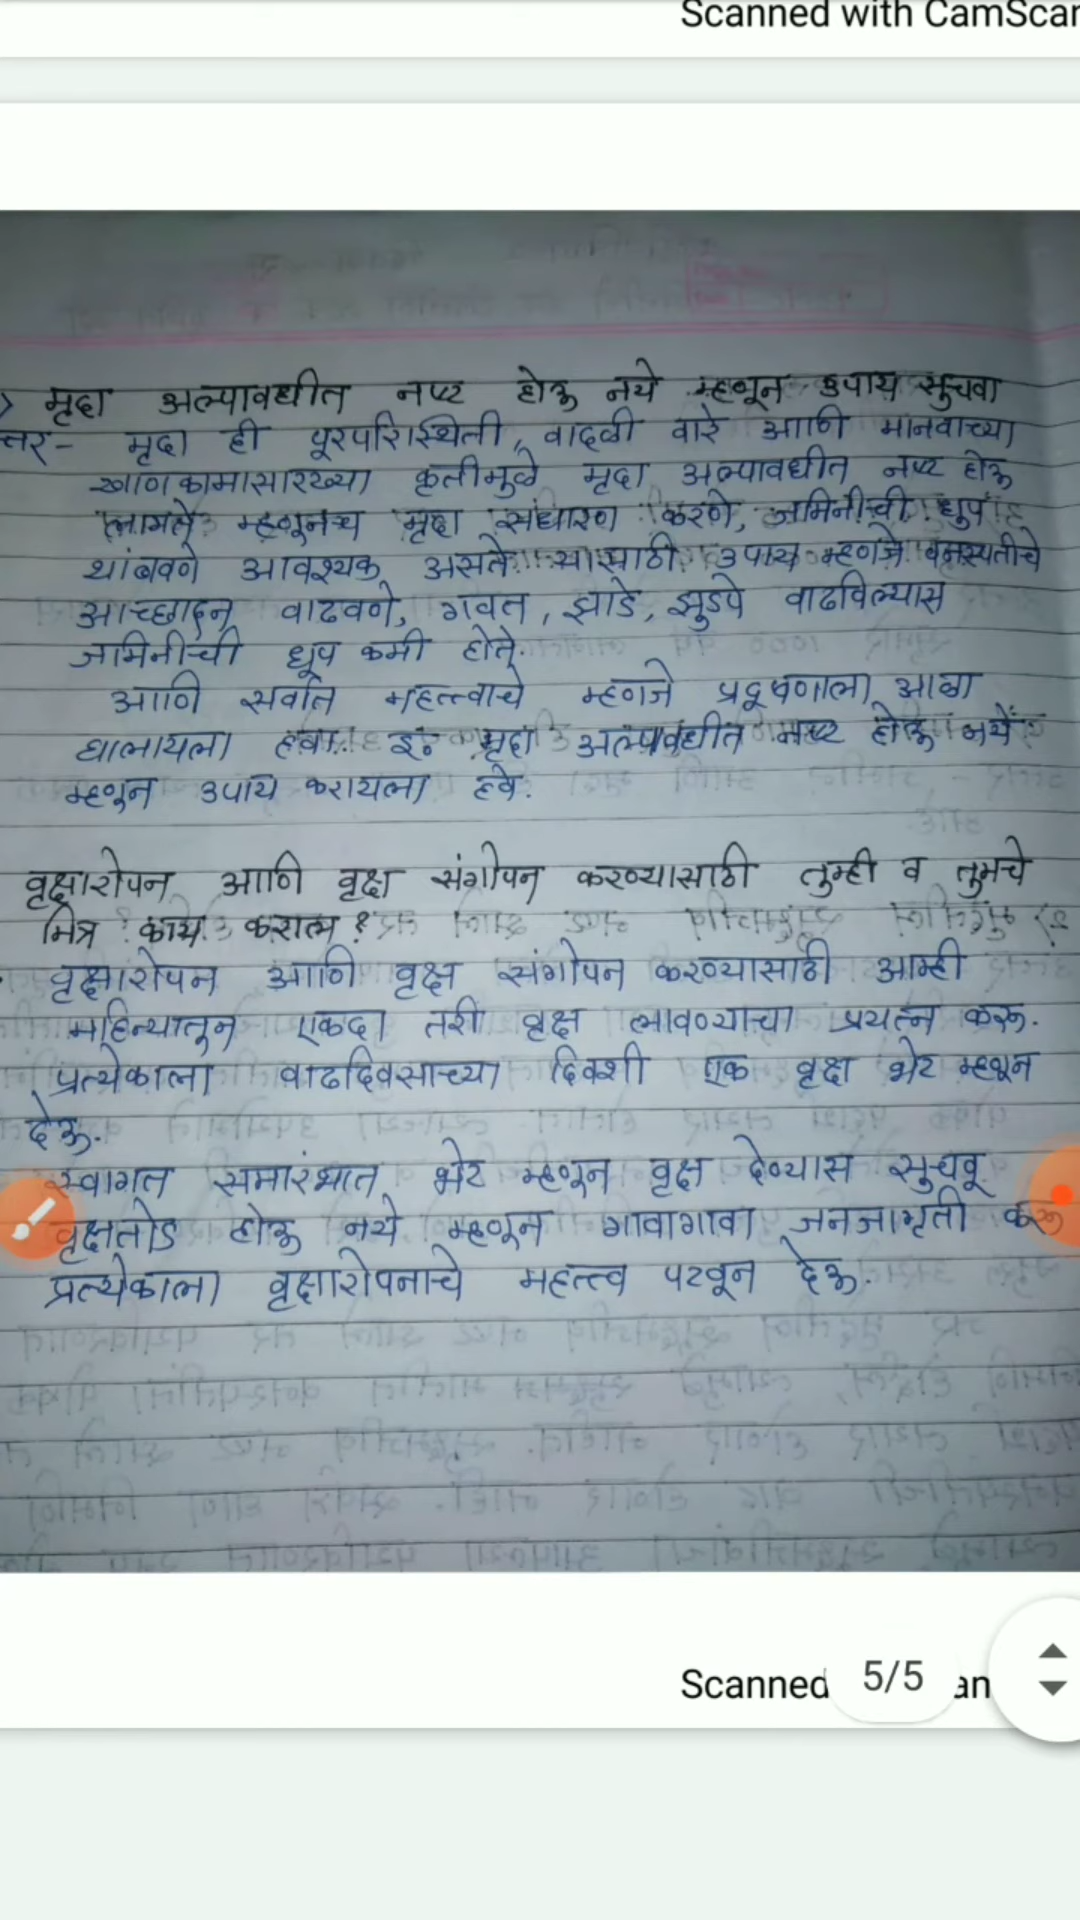 Scanned with CamScan
मृदा अल्पावधीत नष्ट होऊ नये म्हणून उपाय सुचवा
त्तर- मृदा ही पूरपरिस्थिती, वादळी वारे आणि मानवाच्या
खाणकामासारख्या कृतीमुळे मृदा अल्पावधीत नष्ट होऊ
लागते म्हणूनच मृदा संधारण करणे, जमिनीची धुप
थांबवणे आवश्यक असते. यासाठी उपाय म्हणजे वनस्पतीचे
आच्छादन वाढवणे, गवत, झाडे, झुडपे वाढविल्यास
जमिनीची धूप कमी होते.
आणि सर्वात महत्त्वाचे म्हणजे प्रदूषणाला आळा
घालायला हवा. इ. मृदा अल्पावधीत नष्ट होऊ नये
म्हणून उपाय करायला हवे.
वृक्षारोपन आणि वृक्ष संगोपन करण्यासाठी तुम्ही व तुमचे
मित्र काय कराल?
वृक्षारोपन आणि वृक्ष संगोपन करण्यासाठी आम्ही
महिन्यातून एकदा तरी वृक्ष लावण्याचा प्रयत्न करू.
प्रत्येकाला वाढदिवसाच्या दिवशी एक वृक्ष भेट म्हणून
देऊ.
स्वागत समारंभात भेट म्हणून वृक्ष देण्यास सुचवू
वृक्षतोड होऊ नये म्हणून गावागावा जनजागृती करू
प्रत्येकाला वृक्षारोपनाचे महत्त्व पटवून देऊ.
Scanned 5/5 an